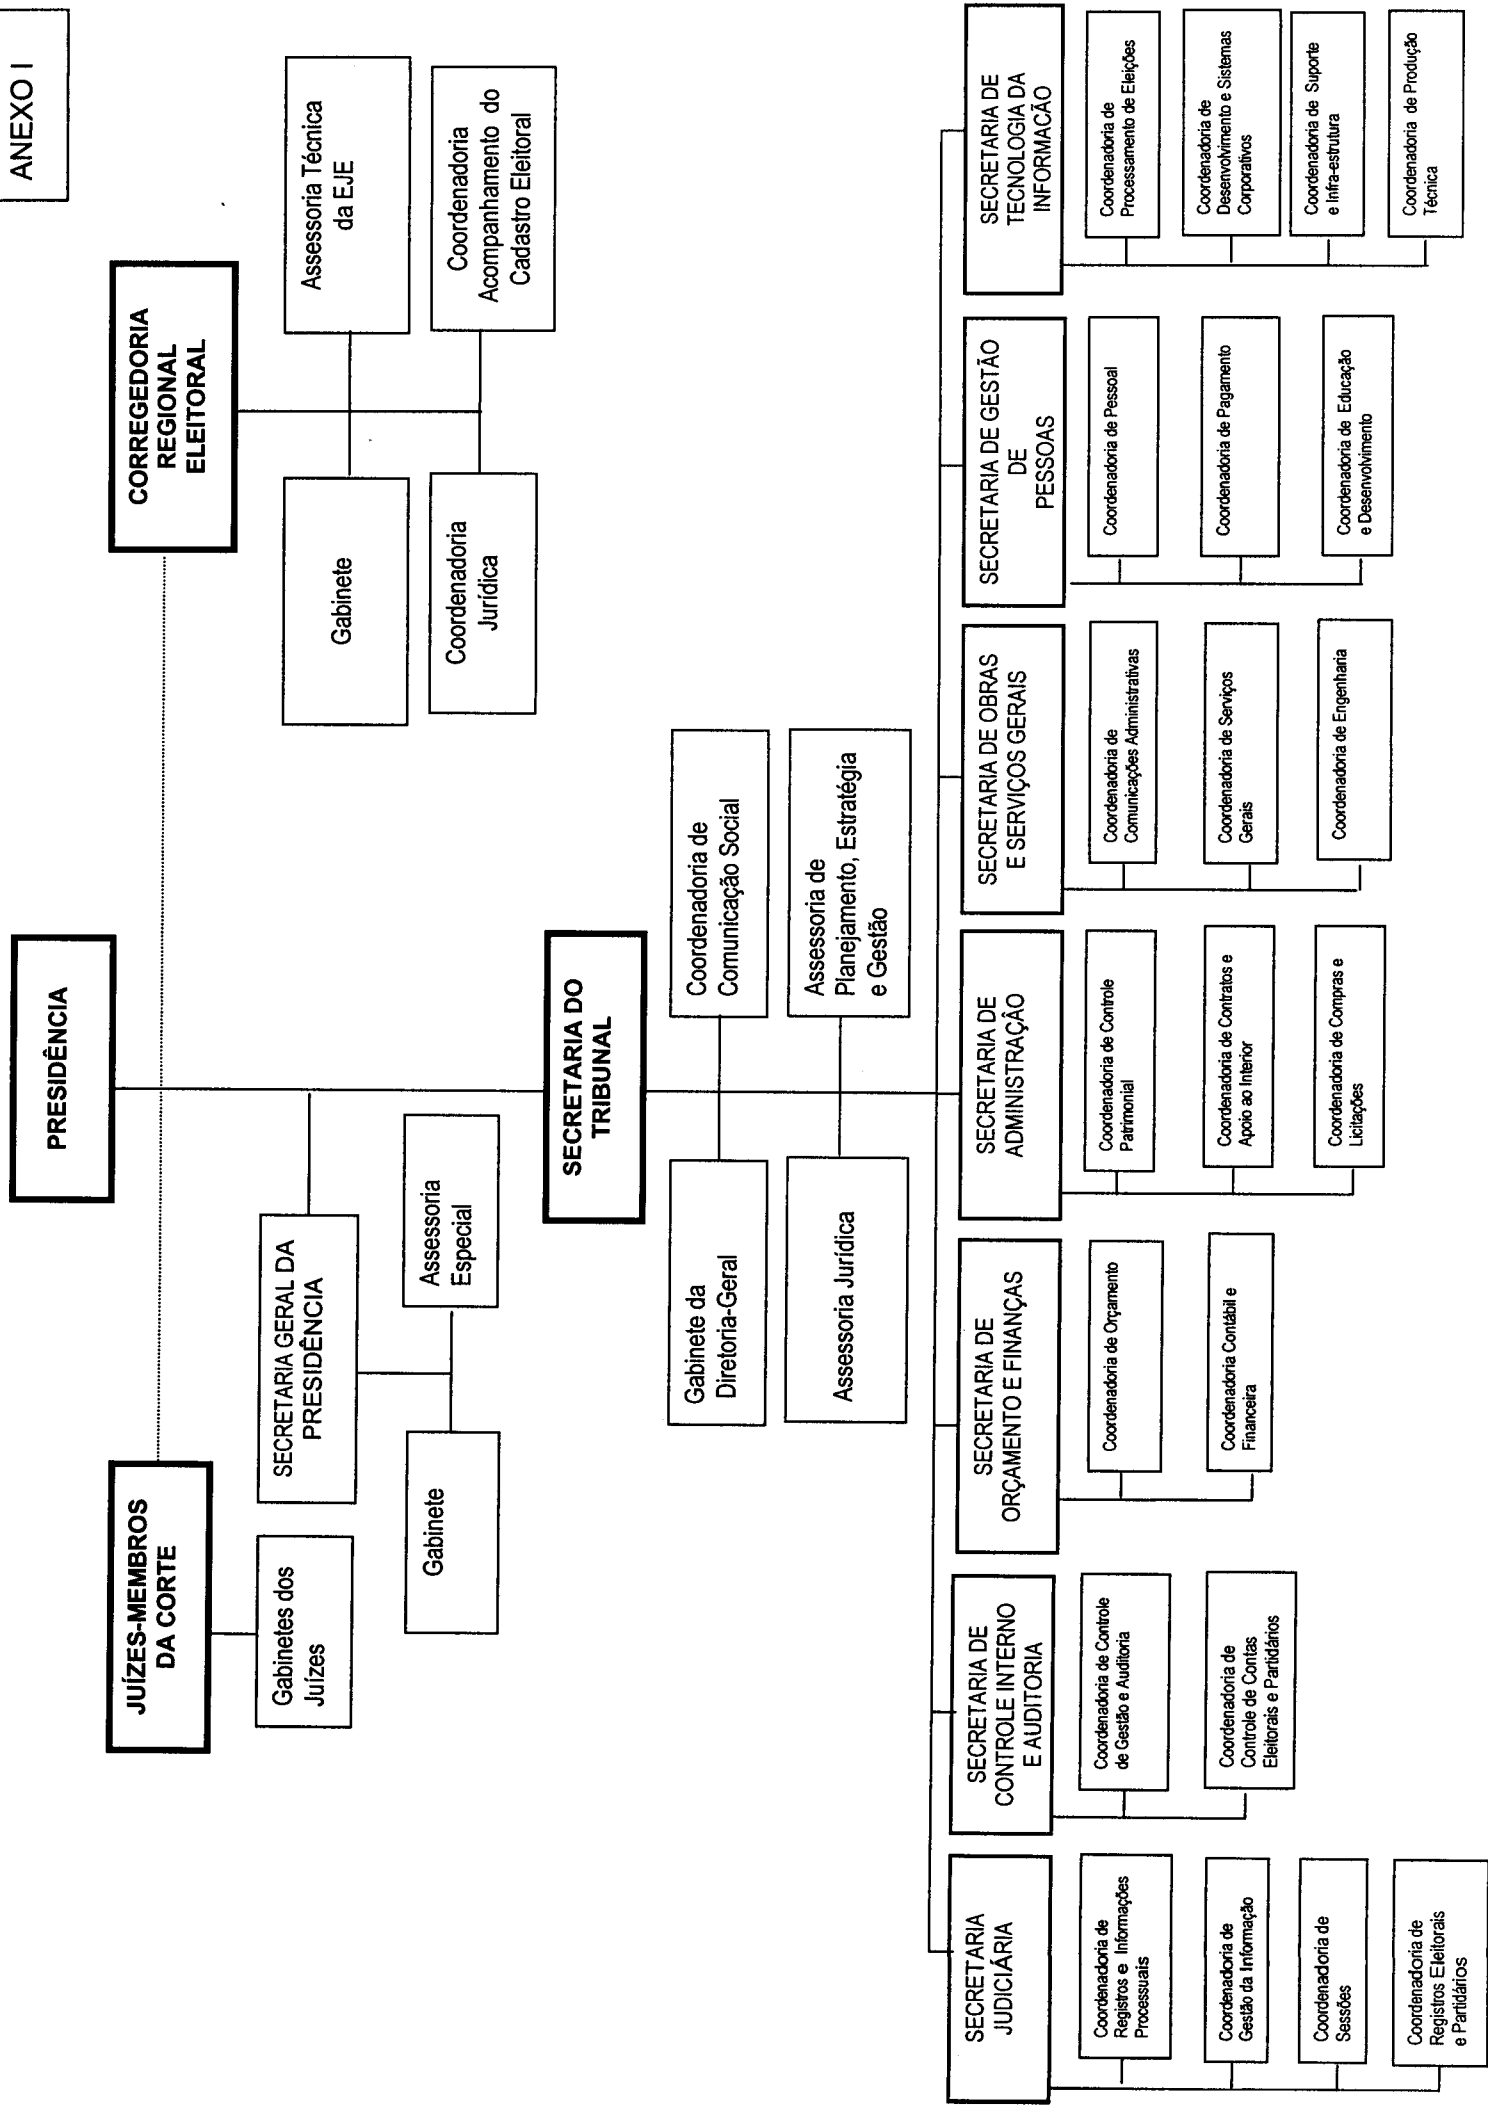 ANEXO I
PRESIDÊNCIA
JUÍZES-MEMBROS
DA CORTE
CORREGEDORIA
REGIONAL
ELEITORAL
Gabinetes dos
Juízes
SECRETARIA GERAL DA
PRESIDÊNCIA
Gabinete
Assessoria
Especial
Gabinete
Assessoria Técnica
da EJE
Coordenadoria
Jurídica
Coordenadoria
Acompanhamento do
Cadastro Eleitoral
SECRETARIA DO
TRIBUNAL
Gabinete da
Diretoria-Geral
Coordenadoria de
Comunicação Social
Assessoria Jurídica
Assessoria de
Planejamento, Estratégia
e Gestão
SECRETARIA
JUDICIÁRIA
Coordenadoria de
Registros e Informações
Processuais
Coordenadoria de
Gestão da Informação
Coordenadoria de
Sessões
Coordenadoria de
Registros Eleitorais
e Partidários
SECRETARIA DE
CONTROLE INTERNO
E AUDITORIA
Coordenadoria de Controle
de Gestão e Auditoria
Coordenadoria de
Controle de Contas
Eleitorais e Partidários
SECRETARIA DE
ORÇAMENTO E FINANÇAS
Coordenadoria de Orçamento
Coordenadoria Contábil e
Financeira
SECRETARIA DE
ADMINISTRAÇÃO
Coordenadoria de Controle
Patrimonial
Coordenadoria de Contratos e
Apoio ao Interior
Coordenadoria de Compras e
Licitações
SECRETARIA DE OBRAS
E SERVIÇOS GERAIS
Coordenadoria de
Comunicações Administrativas
Coordenadoria de Serviços
Gerais
Coordenadoria de Engenharia
SECRETARIA DE GESTÃO
DE
PESSOAS
Coordenadoria de Pessoal
Coordenadoria de Pagamento
Coordenadoria de Educação
e Desenvolvimento
SECRETARIA DE
TECNOLOGIA DA
INFORMAÇÃO
Coordenadoria de
Processamento de Eleições
Coordenadoria de
Desenvolvimento e Sistemas
Corporativos
Coordenadoria de Suporte
e Infra-estrutura
Coordenadoria de Produção
Técnica